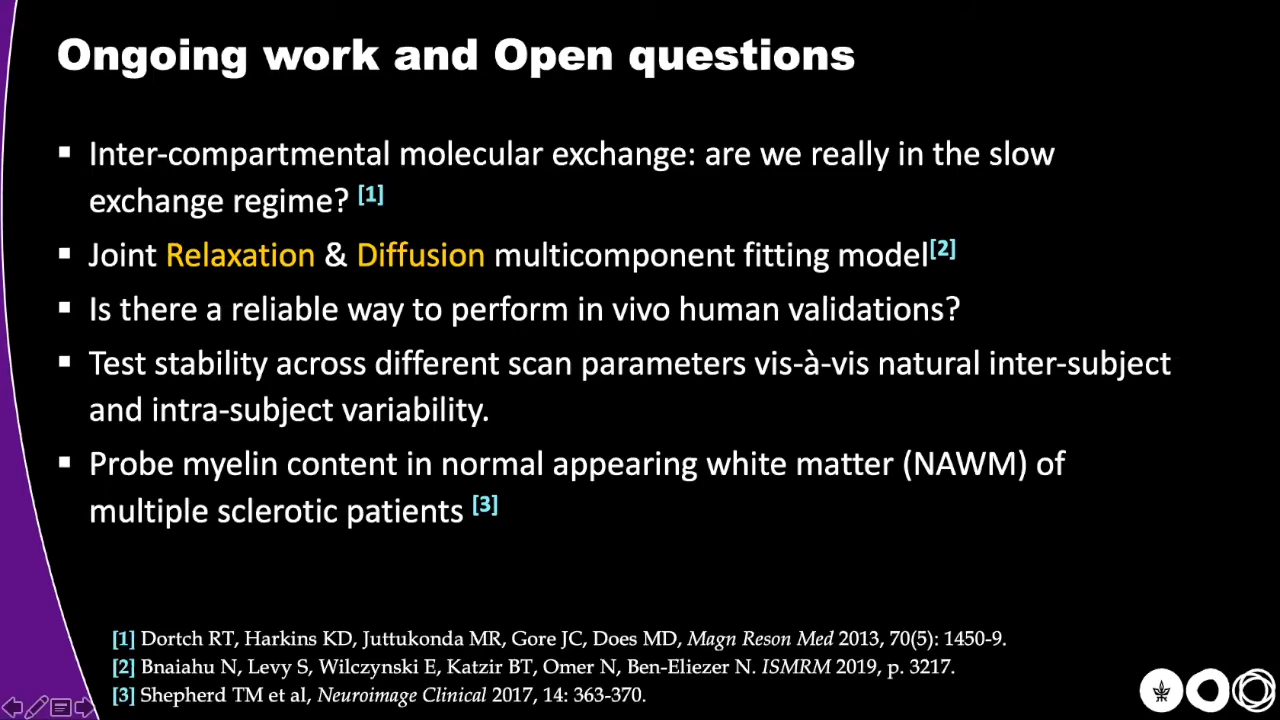 Ongoing work and Open questions
▪ Inter-compartmental molecular exchange: are we really in the slow
exchange regime? [1]
▪ Joint Relaxation & Diffusion multicomponent fitting model[2]
▪ Is there a reliable way to perform in vivo human validations?
▪ Test stability across different scan parameters vis-à-vis natural inter-subject
and intra-subject variability.
▪ Probe myelin content in normal appearing white matter (NAWM) of
multiple sclerotic patients [3]
[1] Dortch RT, Harkins KD, Juttukonda MR, Gore JC, Does MD, Magn Reson Med 2013, 70(5): 1450-9.
[2] Bnaiahu N, Levy S, Wilczynski E, Katzir BT, Omer N, Ben-Eliezer N. ISMRM 2019, p. 3217.
[3] Shepherd TM et al, Neuroimage Clinical 2017, 14: 363-370.